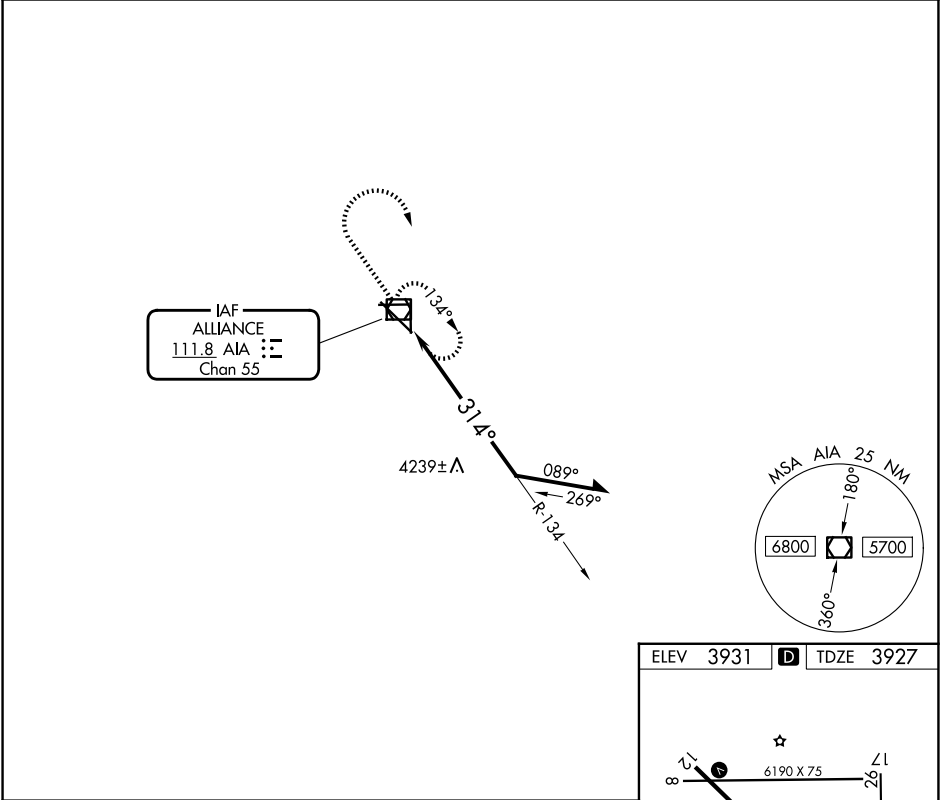 IAF
ALLIANCE
111.8 AIA
Chan 55
134°
314°
4239±
089°
269°
R-134
MSA AIA 25 NM
180°
6800
5700
360°
ELEV 3931 D TDZE 3927
12
V
6190 X 75
17
8
26